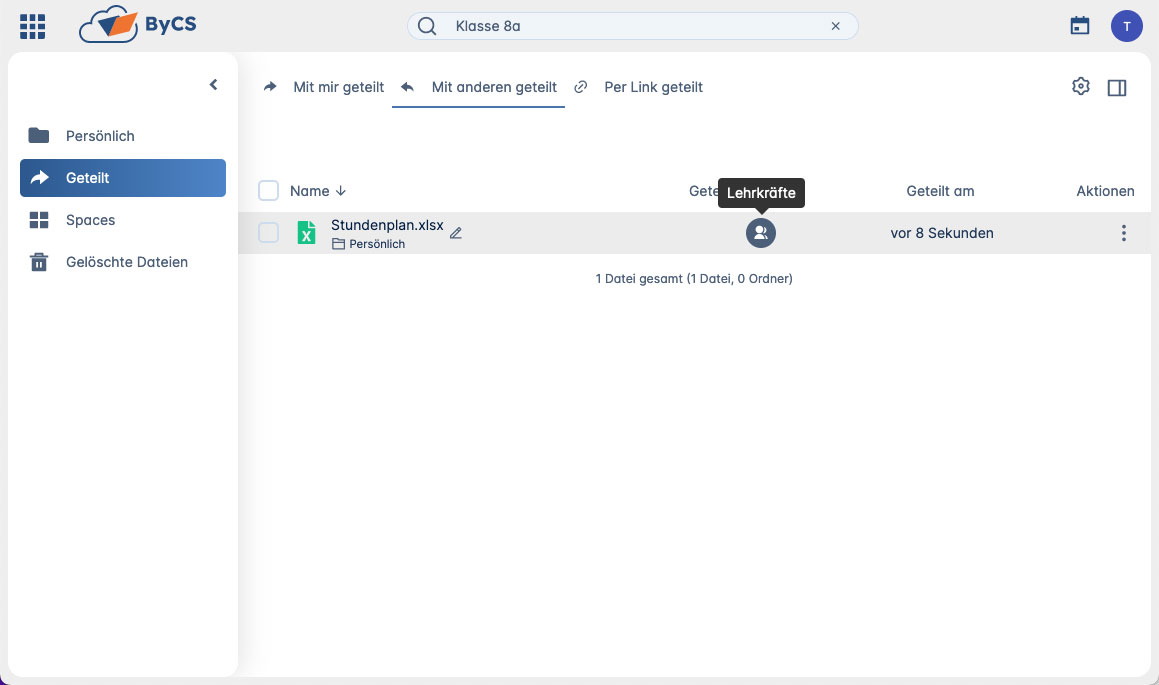 ByCS
Klasse 8a
T
Mit mir geteilt
Mit anderen geteilt
Per Link geteilt
Persönlich
Geteilt
Spaces
Gelöschte Dateien
Name
Lehrkräfte
Geteilt am
Aktionen
Stundenplan.xlsx
Persönlich
vor 8 Sekunden
1 Datei gesamt (1 Datei, 0 Ordner)